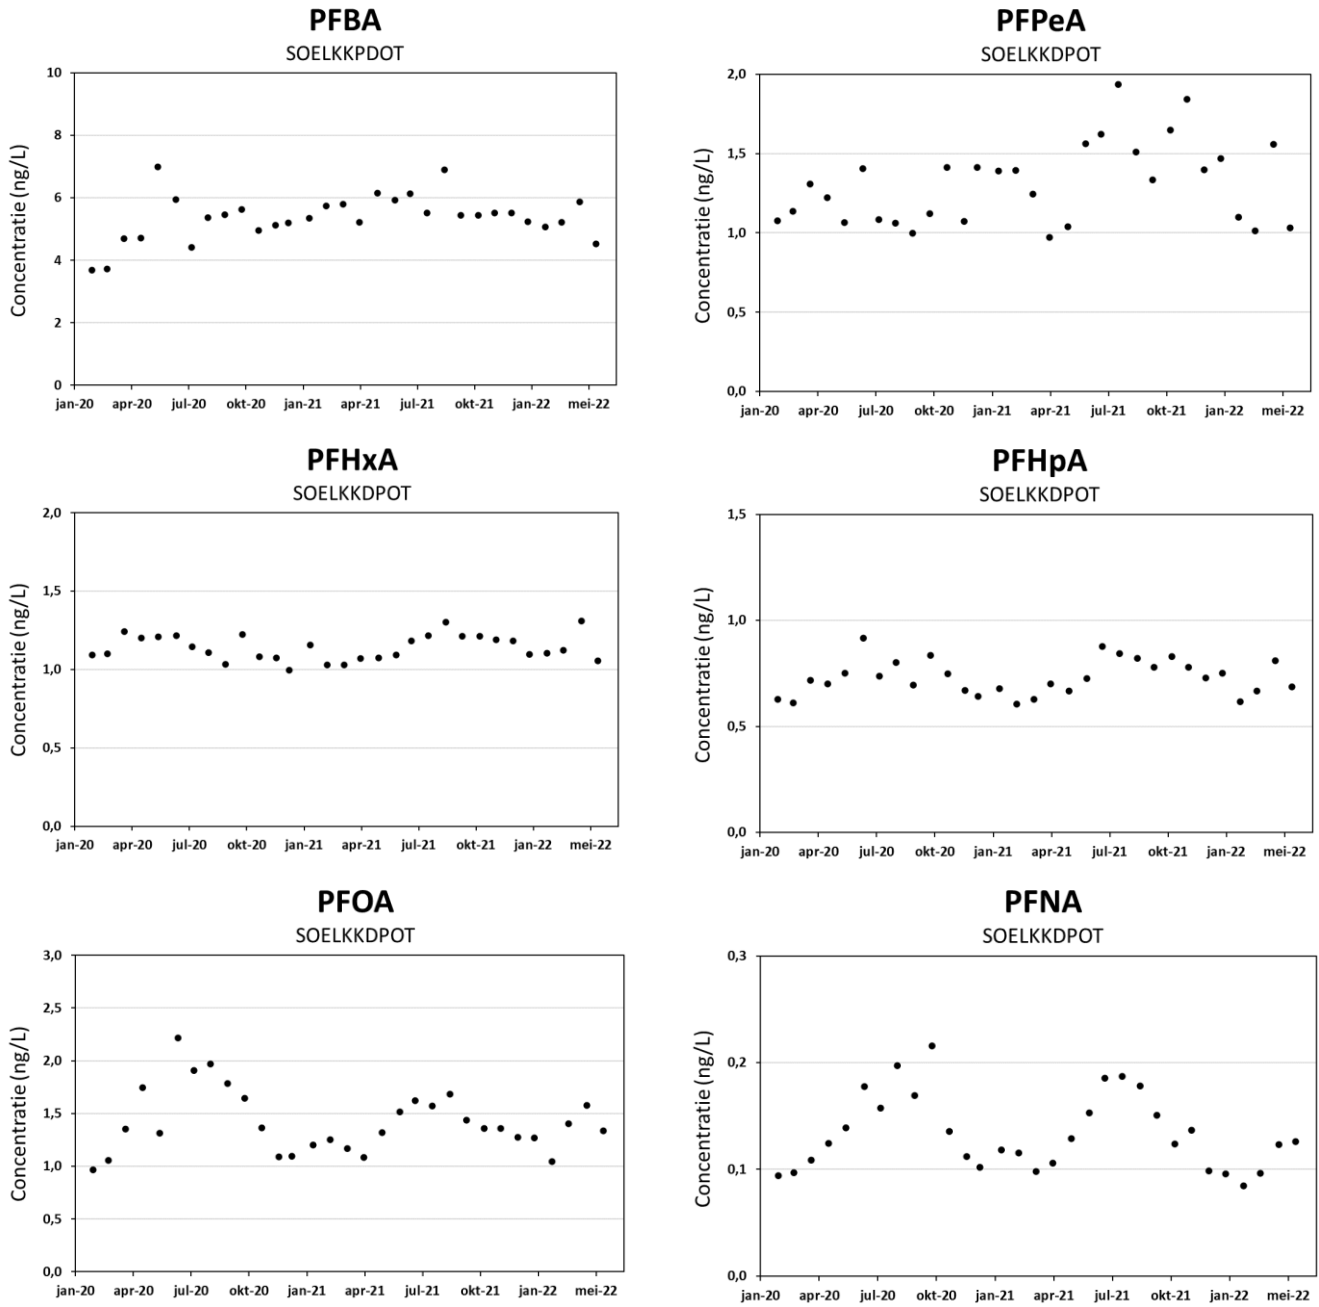 PFBA
SOELKKPDOT
Concentratie (ng/L)
10
8
6
4
2
0
jan-20 apr-20 jul-20 okt-20 jan-21 apr-21 jul-21 okt-21 jan-22 mei-22
PFPeA
SOELKKDPOT
Concentratie (ng/L)
2,0
1,5
1,0
0,5
0,0
jan-20 apr-20 jul-20 okt-20 jan-21 apr-21 jul-21 okt-21 jan-22 mei-22
PFHxA
SOELKKDPOT
Concentratie (ng/L)
2,0
1,5
1,0
0,5
0,0
jan-20 apr-20 jul-20 okt-20 jan-21 apr-21 jul-21 okt-21 jan-22 mei-22
PFHpA
SOELKKDPOT
Concentratie (ng/L)
1,5
1,0
0,5
0,0
jan-20 apr-20 jul-20 okt-20 jan-21 apr-21 jul-21 okt-21 jan-22 mei-22
PFOA
SOELKKDPOT
Concentratie (ng/L)
3,0
2,5
2,0
1,5
1,0
0,5
0,0
jan-20 apr-20 jul-20 okt-20 jan-21 apr-21 jul-21 okt-21 jan-22 mei-22
PFNA
SOELKKDPOT
Concentratie (ng/L)
0,3
0,2
0,1
0,0
jan-20 apr-20 jul-20 okt-20 jan-21 apr-21 jul-21 okt-21 jan-22 mei-22